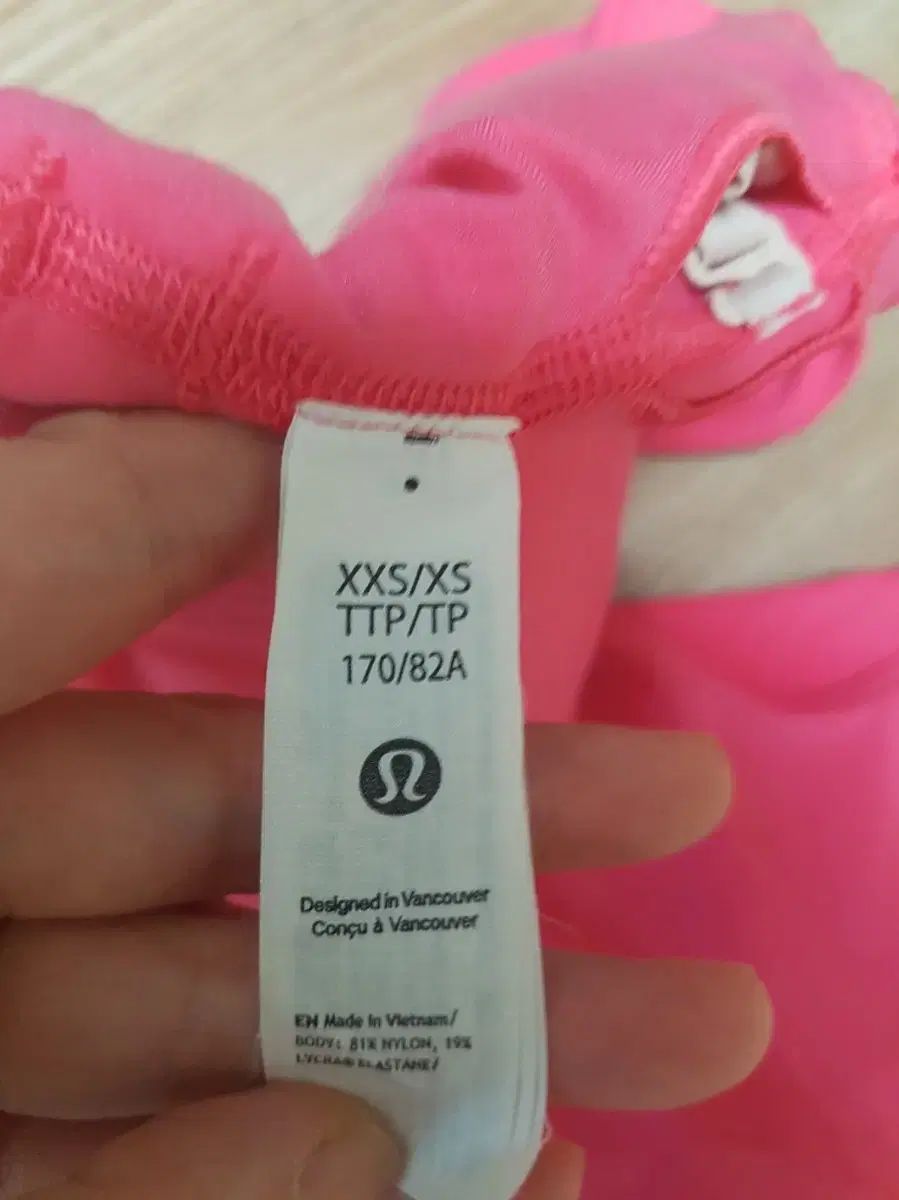 XXS/XS
TTP/TP
170/82A
Designed in Vancouver
Conçu à Vancouver
EN Made in Vietnam/
BODY: 81% NYLON, 19%
LYCRA® ELASTANE/